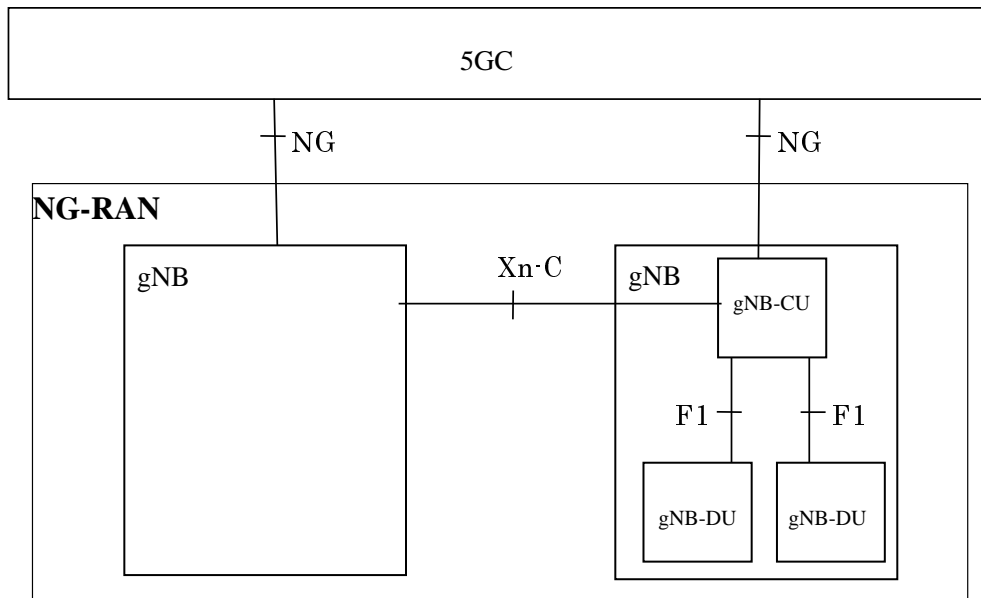 5GC
NG
NG
NG-RAN
gNB
Xn-C
gNB
gNB-CU
F1
F1
gNB-DU
gNB-DU